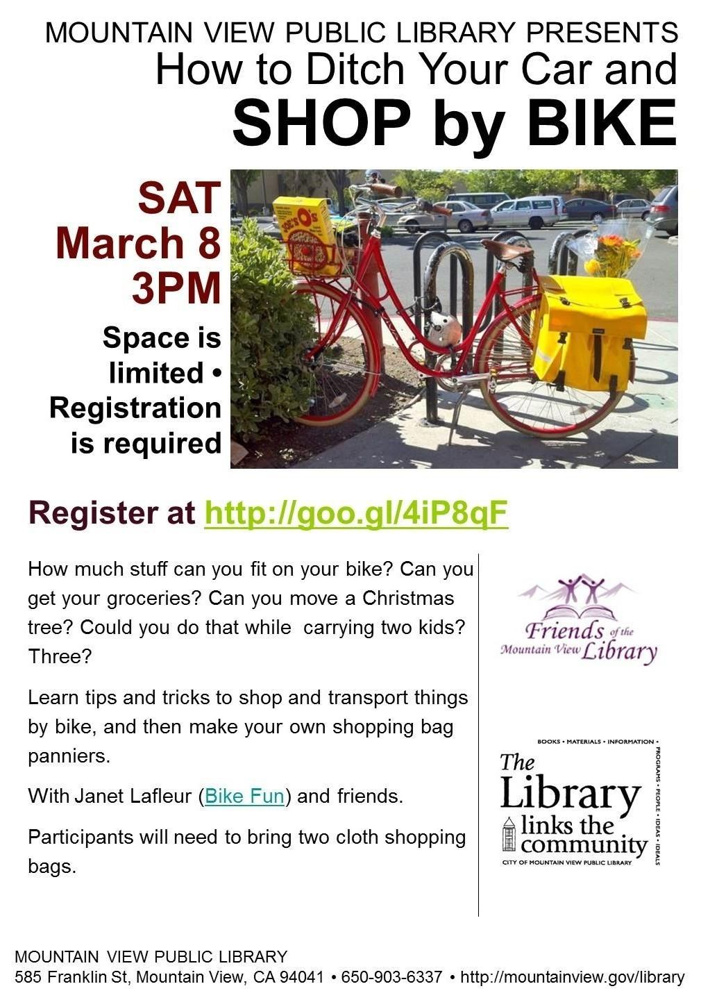 MOUNTAIN VIEW PUBLIC LIBRARY PRESENTS
How to Ditch Your Car and
SHOP by BIKE
SAT
March 8
3PM
Space is
limited •
Registration
is required
JOE'S
O's
Register at http://goo.gl/4iP8qF
How much stuff can you fit on your bike? Can you
get your groceries? Can you move a Christmas
tree? Could you do that while carrying two kids?
Three?
Learn tips and tricks to shop and transport things
by bike, and then make your own shopping bag
panniers.
With Janet Lafleur (Bike Fun) and friends.
Participants will need to bring two cloth shopping
bags.
Friends of the
Mountain View Library
BOOKS • MATERIALS • INFORMATION •
PROGRAMS • PEOPLE • IDEAS • IDEALS
The
Library
links the
community
CITY OF MOUNTAIN VIEW PUBLIC LIBRARY
MOUNTAIN VIEW PUBLIC LIBRARY
585 Franklin St, Mountain View, CA 94041 • 650-903-6337 • http://mountainview.gov/library